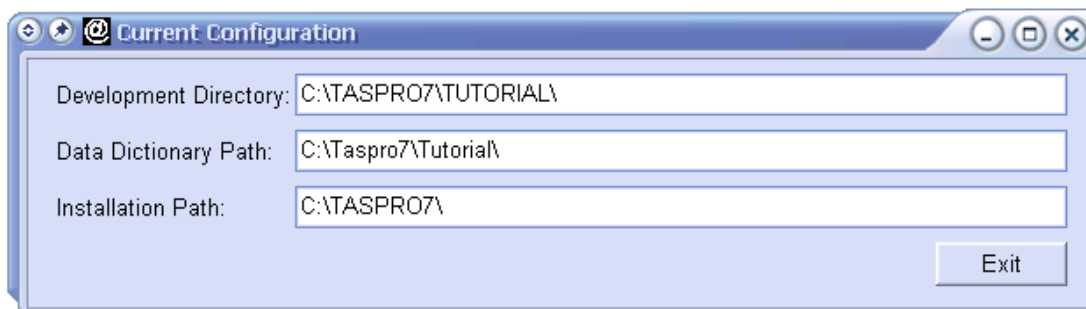 @ Current Configuration
Development Directory: C:\TASPRO7\TUTORIAL\
Data Dictionary Path: C:\Taspro7\Tutorial\
Installation Path: C:\TASPRO7\
Exit